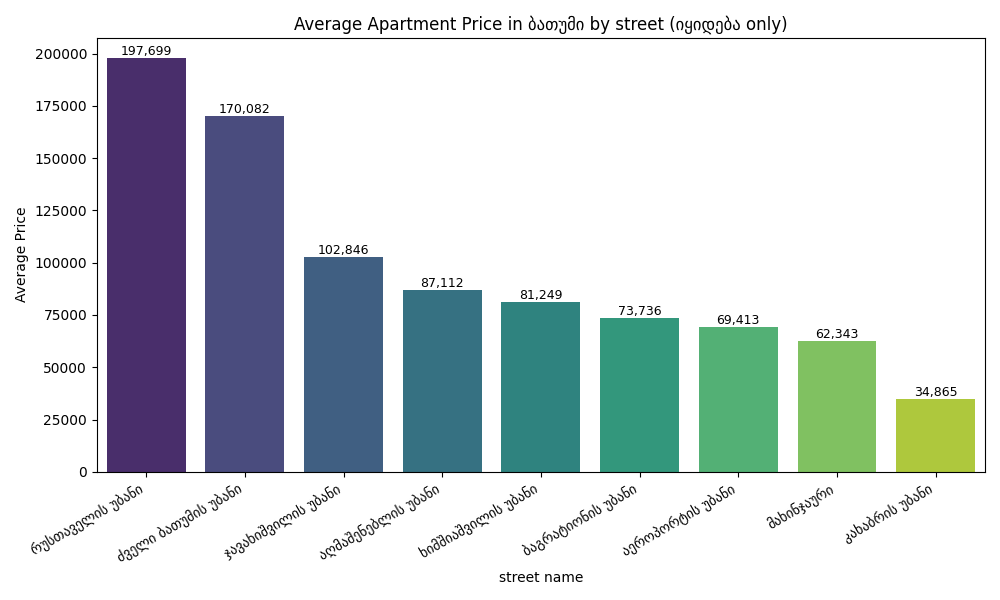 Average Apartment Price in ბათუმი by street (იყიდება only)
Average Price
200000
175000
150000
125000
100000
75000
50000
25000
0
197,699
170,082
102,846
87,112
81,249
73,736
69,413
62,343
34,865
რუსთაველის უბანი
ძველი ბათუმის უბანი
ჯავახიშვილის უბანი
აღმაშენებლის უბანი
ხიმშიაშვილის უბანი
ბაგრატიონის უბანი
აეროპორტის უბანი
მახინჯაური
კახაბრის უბანი
street name